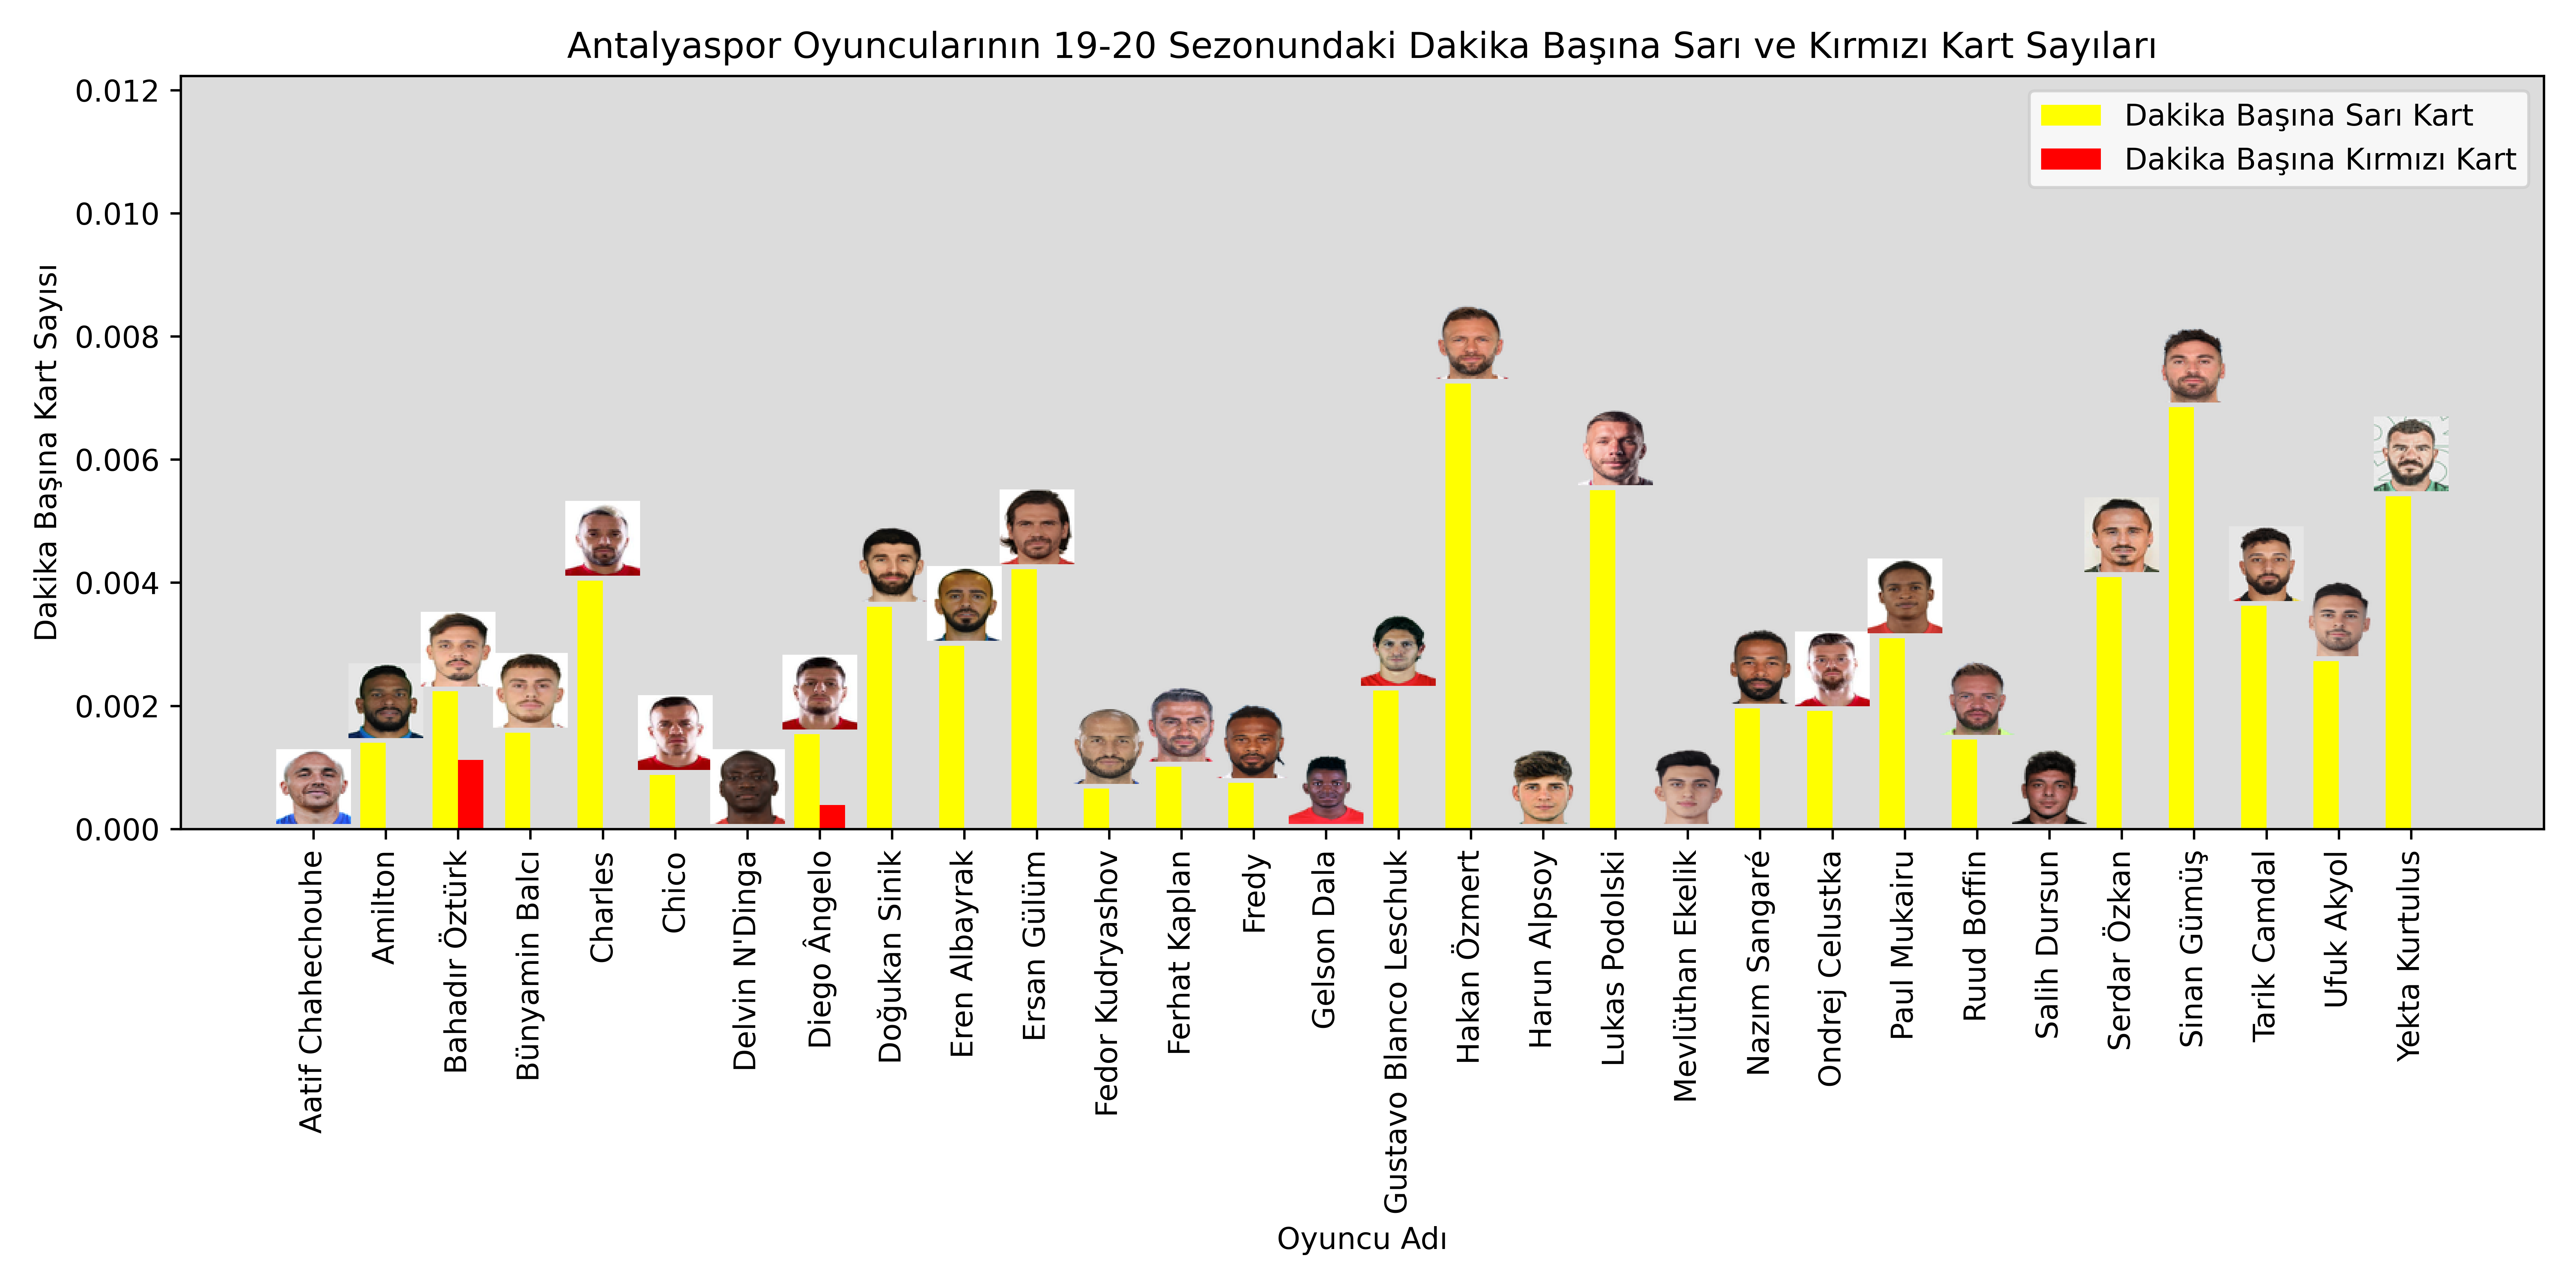 Antalyaspor Oyuncularının 19-20 Sezonundaki Dakika Başına Sarı ve Kırmızı Kart Sayıları
Dakika Başına Sarı Kart
Dakika Başına Kırmızı Kart
Dakika Başına Kart Sayısı
0.012
0.010
0.008
0.006
0.004
0.002
0.000
Aatif Chahechouhe
Amilton
Bahadır Öztürk
Bünyamin Balcı
Charles
Chico
Delvin N'Dinga
Diego Ângelo
Doğukan Sinik
Eren Albayrak
Ersan Gülüm
Fedor Kudryashov
Ferhat Kaplan
Fredy
Gelson Dala
Gustavo Blanco Leschuk
Hakan Özmert
Harun Alpsoy
Lukas Podolski
Mevlüthan Ekelik
Nazım Sangaré
Ondrej Celustka
Paul Mukairu
Ruud Boffin
Salih Dursun
Serdar Özkan
Sinan Gümüş
Tarik Camdal
Ufuk Akyol
Yekta Kurtulus
Oyuncu Adı